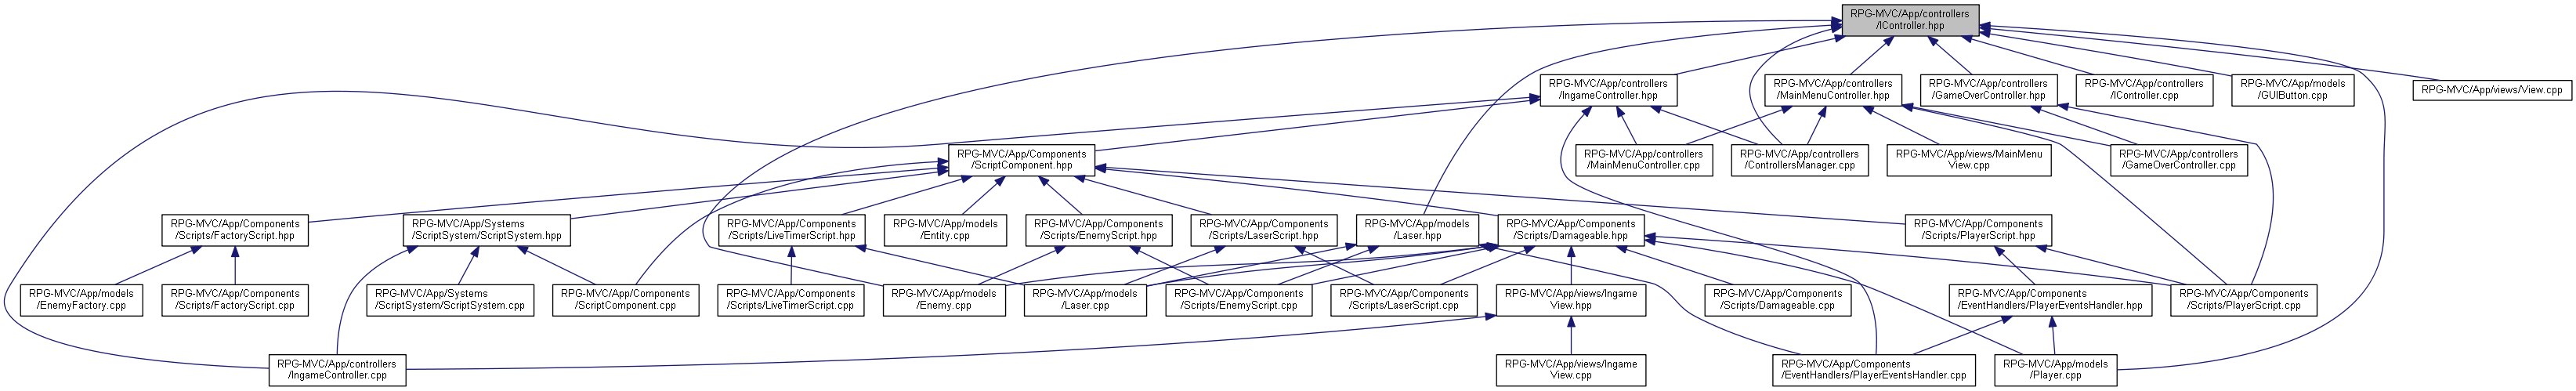 RPG-MVC/App/controllers
/IController.hpp
RPG-MVC/App/controllers
/IngameController.hpp
RPG-MVC/App/controllers
/MainMenuController.hpp
RPG-MVC/App/controllers
/GameOverController.hpp
RPG-MVC/App/controllers
/IController.cpp
RPG-MVC/App/models
/GUIButton.cpp
RPG-MVC/App/views/View.cpp
RPG-MVC/App/Components
/ScriptComponent.hpp
RPG-MVC/App/controllers
/MainMenuController.cpp
RPG-MVC/App/controllers
/ControllersManager.cpp
RPG-MVC/App/views/MainMenu
View.cpp
RPG-MVC/App/controllers
/GameOverController.cpp
RPG-MVC/App/Components
/Scripts/FactoryScript.hpp
RPG-MVC/App/Systems
/ScriptSystem/ScriptSystem.hpp
RPG-MVC/App/Components
/Scripts/LiveTimerScript.hpp
RPG-MVC/App/models
/Entity.cpp
RPG-MVC/App/Components
/Scripts/EnemyScript.hpp
RPG-MVC/App/Components
/Scripts/LaserScript.hpp
RPG-MVC/App/models
/Laser.hpp
RPG-MVC/App/Components
/Scripts/Damageable.hpp
RPG-MVC/App/Components
/Scripts/PlayerScript.hpp
RPG-MVC/App/models
/EnemyFactory.cpp
RPG-MVC/App/Components
/Scripts/FactoryScript.cpp
RPG-MVC/App/Systems
/ScriptSystem/ScriptSystem.cpp
RPG-MVC/App/Components
/ScriptComponent.cpp
RPG-MVC/App/Components
/Scripts/LiveTimerScript.cpp
RPG-MVC/App/models
/Enemy.cpp
RPG-MVC/App/models
/Laser.cpp
RPG-MVC/App/Components
/Scripts/EnemyScript.cpp
RPG-MVC/App/Components
/Scripts/LaserScript.cpp
RPG-MVC/App/views/Ingame
View.hpp
RPG-MVC/App/Components
/Scripts/Damageable.cpp
RPG-MVC/App/Components
/EventHandlers/PlayerEventsHandler.hpp
RPG-MVC/App/Components
/Scripts/PlayerScript.cpp
RPG-MVC/App/controllers
/IngameController.cpp
RPG-MVC/App/views/Ingame
View.cpp
RPG-MVC/App/Components
/EventHandlers/PlayerEventsHandler.cpp
RPG-MVC/App/models
/Player.cpp